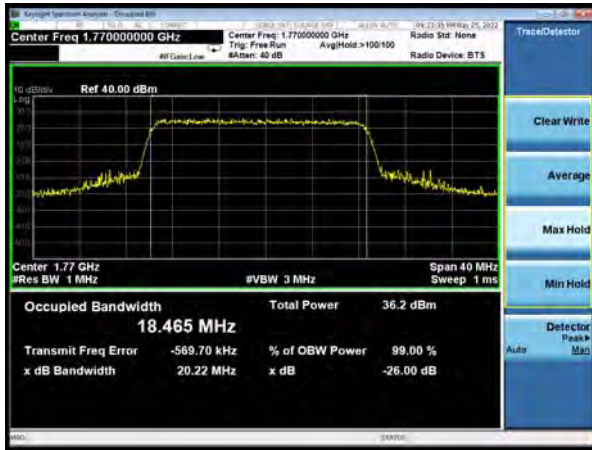 Keysight Spectrum Analyzer - Occupied BW
Center Freq 1.770000000 GHz
Center Freq: 1.770000000 GHz
Trig: Free Run Avg|Hold:>100/100
#IFGain:Low #Atten: 40 dB
Radio Std: None
Radio Device: BTS
10 dB/div Ref 40.00 dBm
Log
Center 1.77 GHz Span 40 MHz
#Res BW 1 MHz #VBW 3 MHz Sweep 1 ms
Occupied Bandwidth Total Power 36.2 dBm
18.465 MHz
Transmit Freq Error -569.70 kHz % of OBW Power 99.00 %
x dB Bandwidth 20.22 MHz x dB -26.00 dB
Trace/Detector
Clear Write
Average
Max Hold
Min Hold
Detector
Peak▶
Auto Man
MSG STATUS